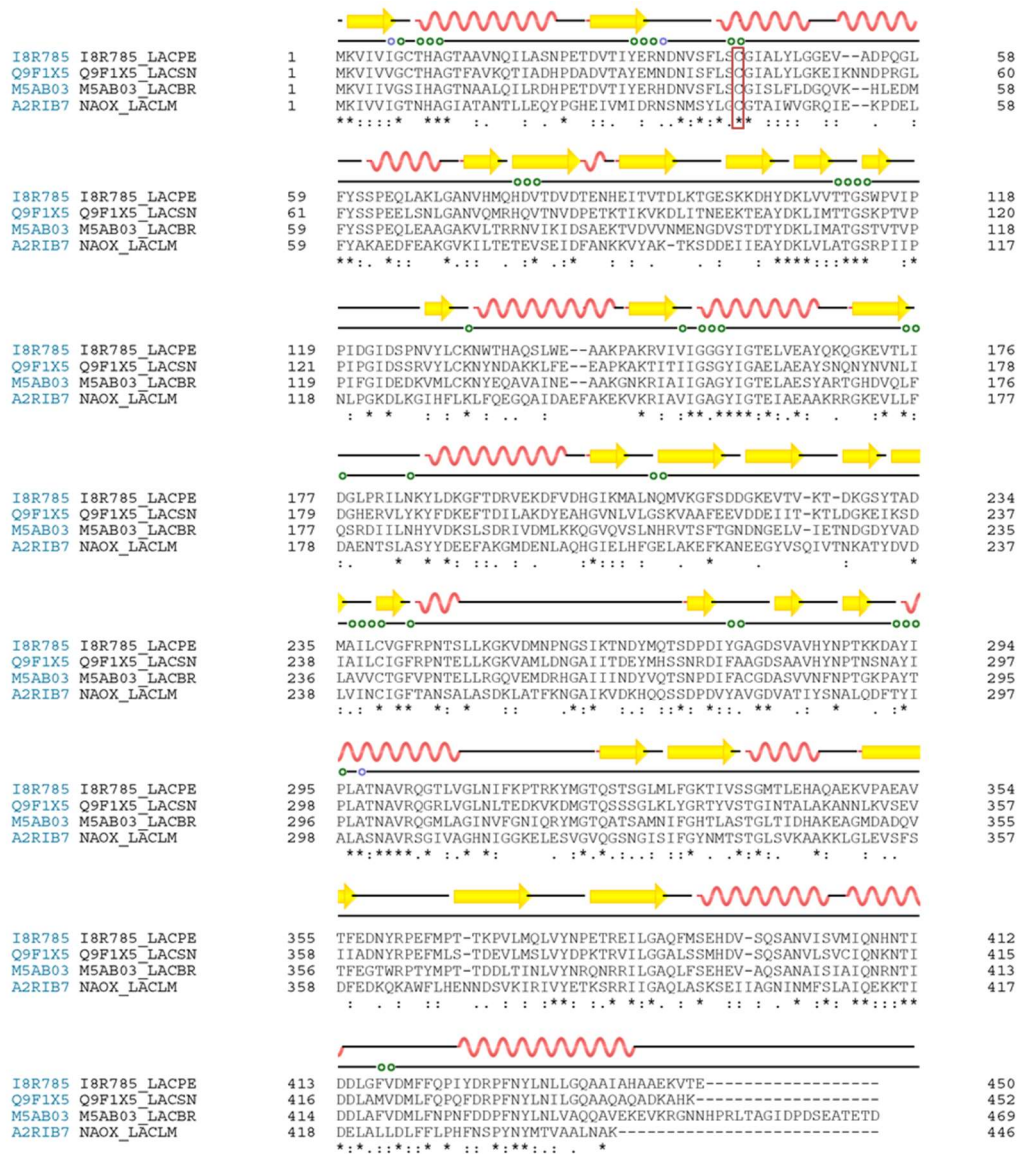 I8R785 I8R785_LACPE 1 MKVIVVIGCTHAGTAAVNQILASNPETDVTIYERNDNVSFLSCGIALYLGGEV--ADPQGL 58
Q9F1X5 Q9F1X5_LACSN 1 MKVIVVGCTHAGTFAVKQTIADHPDADVTAYEMNDNISFLSCGIALYLGKEIKNNDPRGL 60
M5AB03 M5AB03_LACBR 1 MKVIIVGSIHAGTNAALQILRDHPETDVTIYERHDNVSFLSCGISLFLDGQVK-HLEDM 58
A2RIB7 NAOX_LACLM 1 MKIVVIGTNHAGIATANTLLEQYPGHEIVMIDRNSNMSYLGCGTAIWVGRQIE-KPDEL 58
I8R785 I8R785_LACPE 59 FYSSPEQLAKLGANVHMQHDVTDVDTENHEITVTDLKTGESKKDHYDKLVVTTGSWPVIP 118
Q9F1X5 Q9F1X5_LACSN 61 FYSSPEELSNLGANVQMRHQVTNVDPETKTIKVKDLITNEEKTEAYDKLIMTTGSKPTVP 120
M5AB03 M5AB03_LACBR 59 FYSSPEQLEAAGAKVLTRRNVIKIDSAEKTVDVVNMENGDVSTDTYDKLIMATGSTVTVP 118
A2RIB7 NAOX_LACLM 59 FYAKAEDFEAKGVKILTETEVSEIDFANKKVYAK-TKSDDEIIEAYDKLVLATGSRPIIP 117
I8R785 I8R785_LACPE 119 PIDGIDSPNVYLCKNWTHAQSLWE--AAKPAKRVIVIGGGYIGTELVEAYQKQGKEVTLI 176
Q9F1X5 Q9F1X5_LACSN 121 PIPGIDSSRVYLCKNYNDAKKLFE--EAPKAKTITIIGSGYIGAELAEAYSNQNYNVNLI 178
M5AB03 M5AB03_LACBR 119 PIFGIDEDKVMLCKNYEQAVAINE--AAKGNKRIAIIGAGYIGTELAESYARTGHDVQLF 176
A2RIB7 NAOX_LACLM 118 NLPGKDLKGIHFLKLFQEGQAIDAEFAKEKVKRIAVIGAGYIGTEIAEAAKRRGKEVLLF 177
I8R785 I8R785_LACPE 177 DGLPRILNKYLDKGFTDRVEKDFVDHGIKMALNQMVKGFSDDGKEVTV-KT-DKGSYTAD 234
Q9F1X5 Q9F1X5_LACSN 179 DGHERVLYKYFDKEFTDILAKDYEAHGVNLVLGSKVAAFEEVDDEIIT-KTLDGKEIKSD 237
M5AB03 M5AB03_LACBR 177 QSRDIILNHYVDKSLSDRIVDMLKKQGVQVSLNHRVTSFTGNDNGELV-IETNDGDYVAD 235
A2RIB7 NAOX_LACLM 178 DAENTSLASYYDEEFAKGMDENLAQHGIELHFGELAKEFKANEEGYVSQIVTNKATYDVD 237
I8R785 I8R785_LACPE 235 MAILCVGFRPNTSLLKGKVDMNPNGSIKTNDYMQTSDPDIYGAGDSVAVHYNPTKKDAYI 294
Q9F1X5 Q9F1X5_LACSN 238 IAILCIGFRPNTELLKGKVAMLDNGAIITDEYMHSSNRDIFAAGDSAAVHYNPTNSNAYI 297
M5AB03 M5AB03_LACBR 236 LAVVCTGFVPNTELLRGQVEMDRHGAIIINDYVQTSNPDIFACGDASVVNFNPTGKPAYT 295
A2RIB7 NAOX_LACLM 238 LVINCIGFTANSALASDKLATFKNGAIKVDKHQQSSDPDVYAVGDVATIYSNALQDFTYI 297
I8R785 I8R785_LACPE 295 PLATNAVRQGTLVGLNIFKPTRKYMGTQSTSGLMLFGKTIVSSGMTLEHAQAEKVPAEAV 354
Q9F1X5 Q9F1X5_LACSN 298 PLATNAVRQGRLVGLNLTEDKVKDMGTQSSSGLKLYGRTYVSTGINTALAKANNLKVSEV 357
M5AB03 M5AB03_LACBR 296 PLATNAVRQGMLAGINVFGNIQRYMGTQATSAMNIFGHTLASTGLTIDHAKEAGMDADQV 355
A2RIB7 NAOX_LACLM 298 ALASNAVRSGIVAGHNIGGKELESVGVQGSNGISIFGYNMTSTGLSVKAAKKLGLEVSFS 357
I8R785 I8R785_LACPE 355 TFEDNYRPEFMPT-TKPVLMQLVYNPETREILGAQFMSEHDV-SQSANVISVMIQNHNTI 412
Q9F1X5 Q9F1X5_LACSN 358 IIADNYRPEFMLS-TDEVLMSLVYDPKTRVILGGALSSMHDV-SQSANVLSVCIQNKNTI 415
M5AB03 M5AB03_LACBR 356 TFEGTWRPTYMPT-TDDLTINLVYNRQNRRILGAQLFSEHEV-AQSANAISIAIQNRNTI 413
A2RIB7 NAOX_LACLM 358 DFEDKQKAWFLHENNDSVKIRIVYETKSRRIIGAQLASKSEIIAGNINMFSLAIQEKKTI 417
I8R785 I8R785_LACPE 413 DDLGFVDMFFQPIYDRPFNYLNLLGQAAIAHAAEKVTE------------------ 450
Q9F1X5 Q9F1X5_LACSN 416 DDLAMVDMLFQPQFDRPFNYLNILGQAAQAQADKAHK------------------- 452
M5AB03 M5AB03_LACBR 414 DDLAFVDMLFNPNFDDPFNYLNLVAQQAVEKEVKRGNNHPRLTAGIDPDSEATETD 469
A2RIB7 NAOX_LACLM 418 DELALLDLFFLPHFNSPYNYMTVAALNAK--------------------------- 446